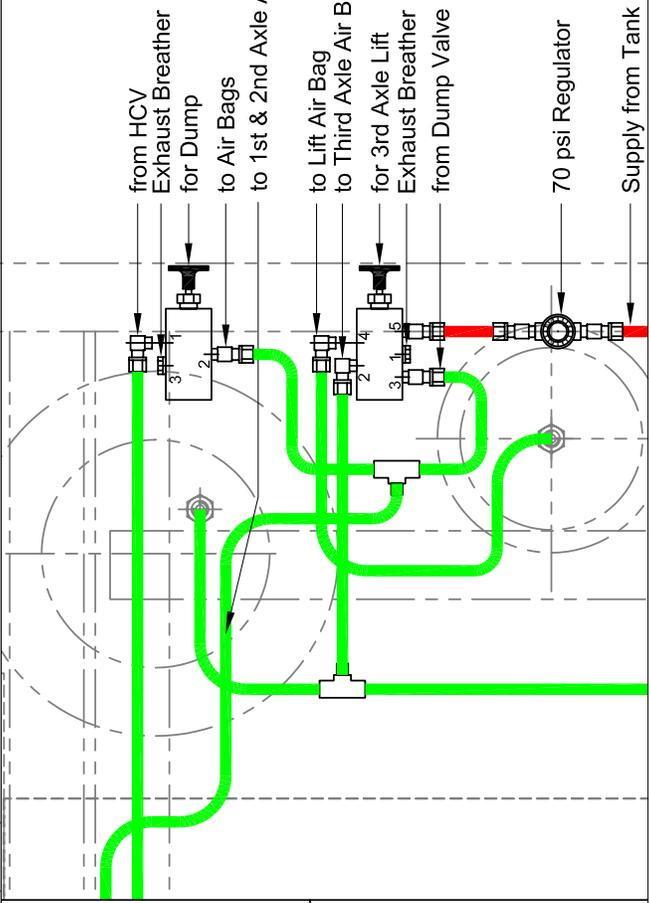 from HCV
Exhaust Breather
for Dump
to Air Bags
to 1st & 2nd Axle
to Lift Air Bag
to Third Axle Air B
for 3rd Axle Lift
Exhaust Breather
from Dump Valve
70 psi Regulator
Supply from Tank
1
3
2
4
2
5
1
3